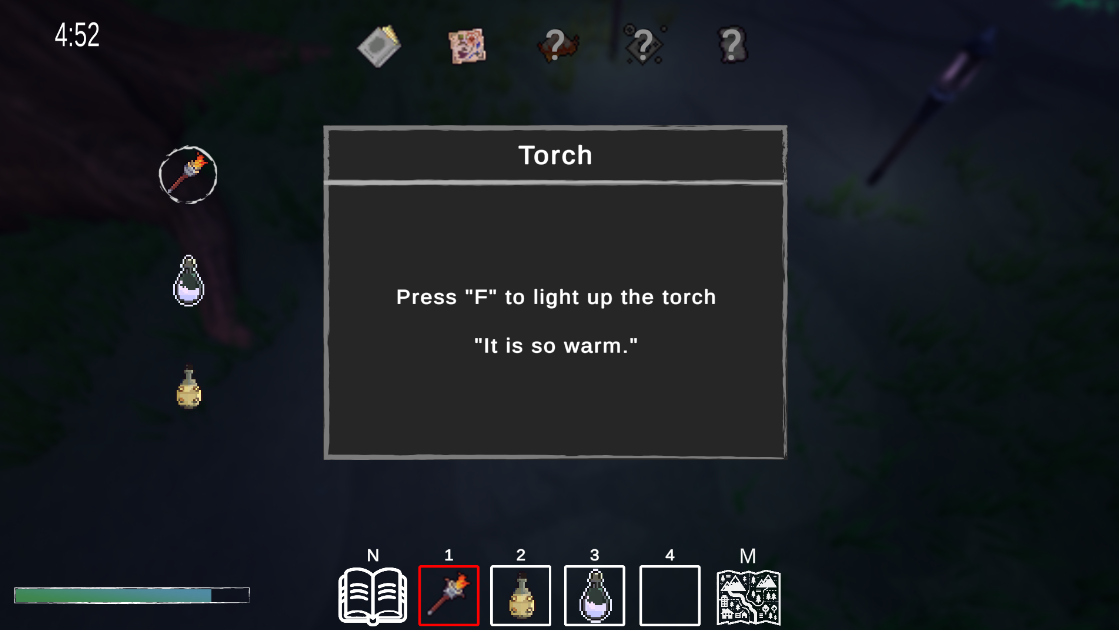 4:52
? ? ?
Torch
Press "F" to light up the torch
"It is so warm."
N 1 2 3 4 M